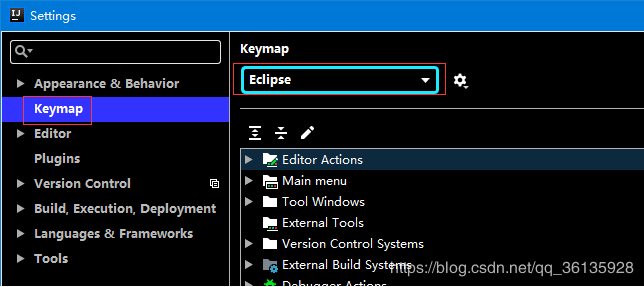 IJ Settings
Appearance & Behavior
Keymap
Editor
Plugins
Version Control
Build, Execution, Deployment
Languages & Frameworks
Tools
Keymap
Eclipse
Editor Actions
Main menu
Tool Windows
External Tools
Version Control Systems
External Build Systems
Debugger Actions
https://blog.csdn.net/qq_36135928